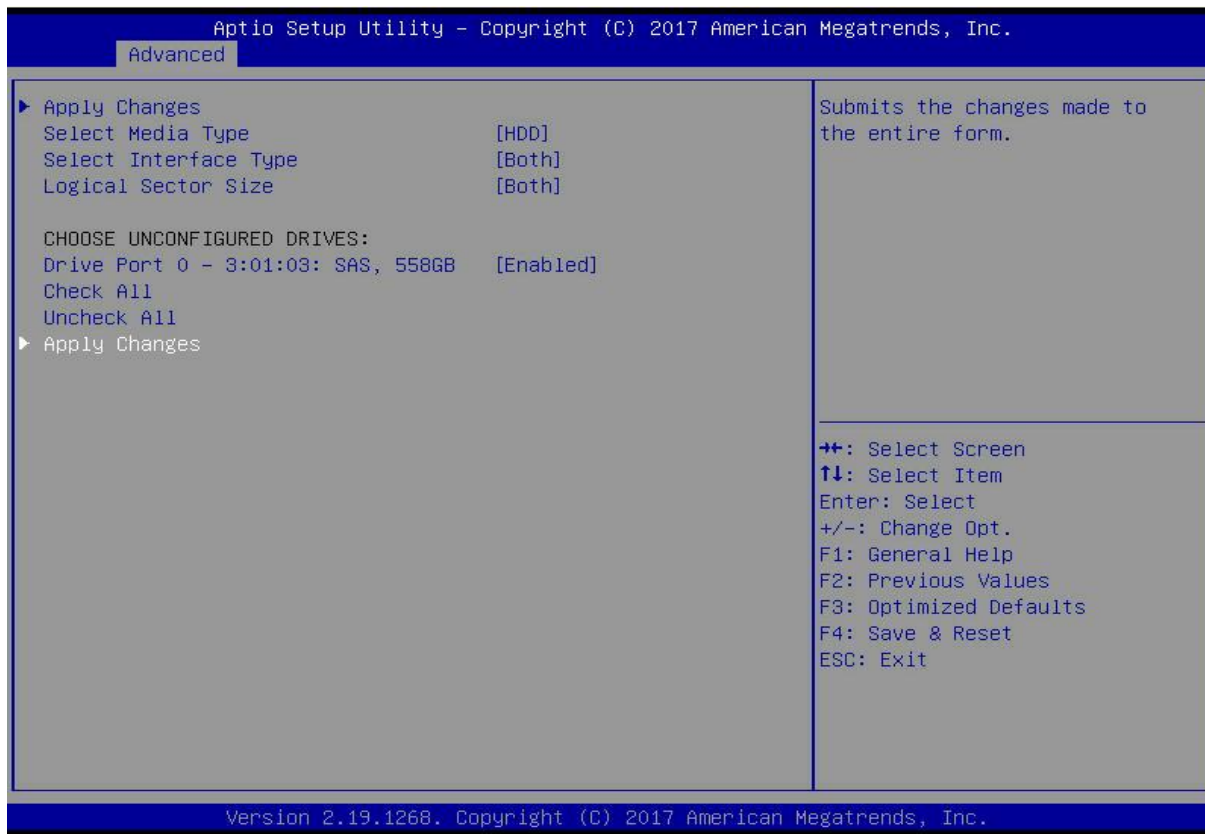 Aptio Setup Utility – Copyright (C) 2017 American Megatrends, Inc.
Advanced
Apply Changes
Select Media Type [HDD]
Select Interface Type [Both]
Logical Sector Size [Both]
CHOOSE UNCONFIGURED DRIVES:
Drive Port 0 – 3:01:03: SAS, 558GB [Enabled]
Check All
Uncheck All
Apply Changes
Submits the changes made to
the entire form.
→←: Select Screen
↑↓: Select Item
Enter: Select
+/-: Change Opt.
F1: General Help
F2: Previous Values
F3: Optimized Defaults
F4: Save & Reset
ESC: Exit
Version 2.19.1268. Copyright (C) 2017 American Megatrends, Inc.